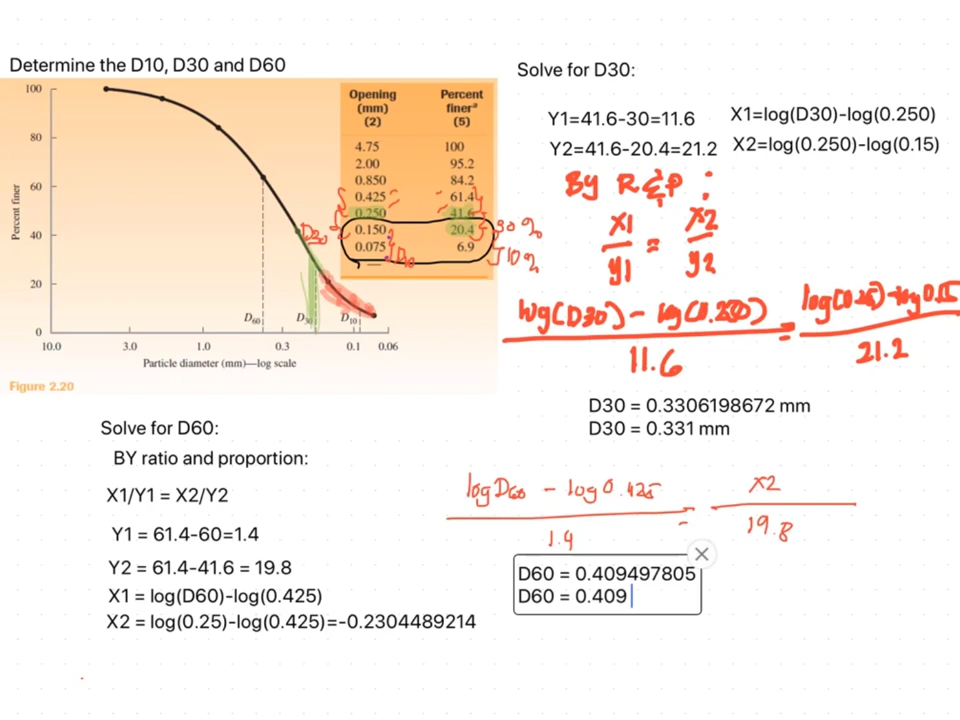 Determine the D10, D30 and D60
100
80
60
40
20
0
Percent finer
10.0 3.0 1.0 0.3 0.1 0.06
Particle diameter (mm)—log scale
D60 D30 D10
D30
Opening (mm) (2)
Percent finerª (5)
4.75 100
2.00 95.2
0.850 84.2
0.425 61.4
0.250 41.6
0.150 20.4
0.075 6.9
—
30%
10%
D10
Figure 2.20
Solve for D30:
Y1=41.6-30=11.6 X1=log(D30)-log(0.250)
Y2=41.6-20.4=21.2 X2=log(0.250)-log(0.15)
By R&P :
x1 = x2
y1 y2
log(D30) - log(0.250) = log(0.25) - log 0.15
11.6 21.2
D30 = 0.3306198672 mm
D30 = 0.331 mm
Solve for D60:
BY ratio and proportion:
X1/Y1 = X2/Y2
Y1 = 61.4-60=1.4
Y2 = 61.4-41.6 = 19.8
X1 = log(D60)-log(0.425)
X2 = log(0.25)-log(0.425)=-0.2304489214
log D60 - log 0.425 = x2
1.4 19.8
D60 = 0.409497805
D60 = 0.409